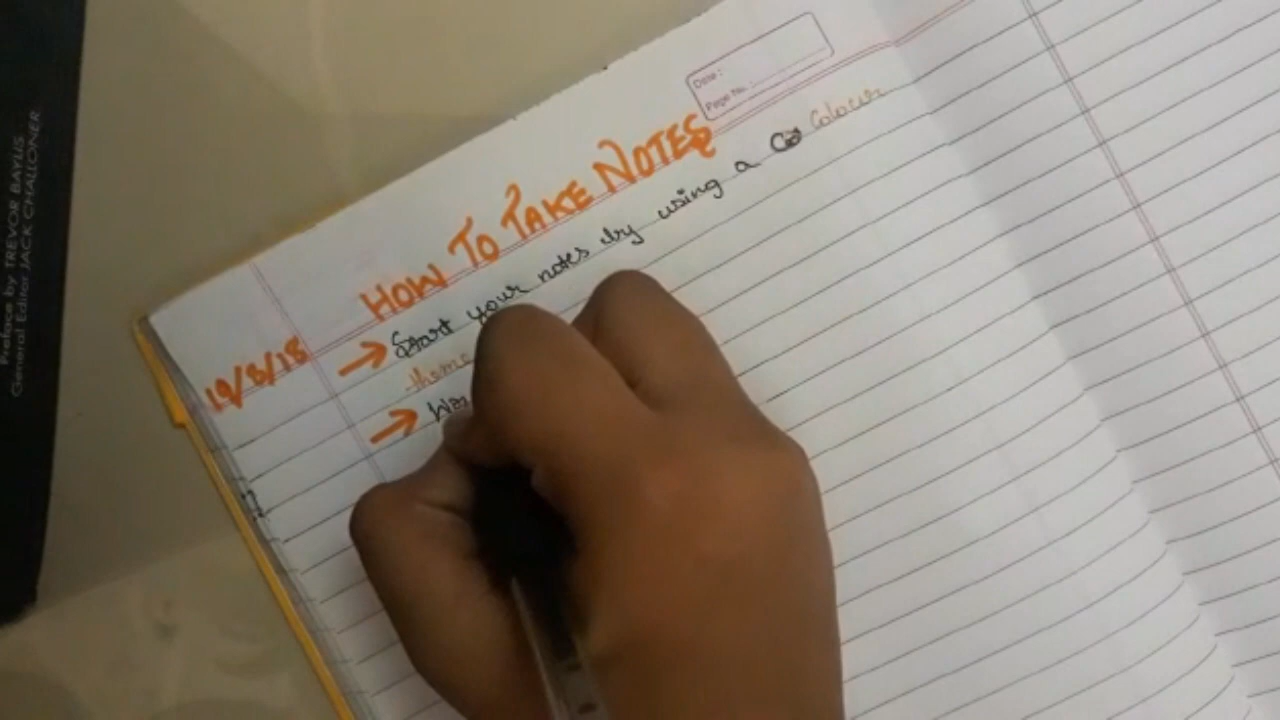 Preface by TREVOR BAYLIS
General Editor JACK CHALLONER
Date :
Page No. :
HOW TO TAKE NOTES
19/8/18
→ Start your notes by using a Colour
theme
→